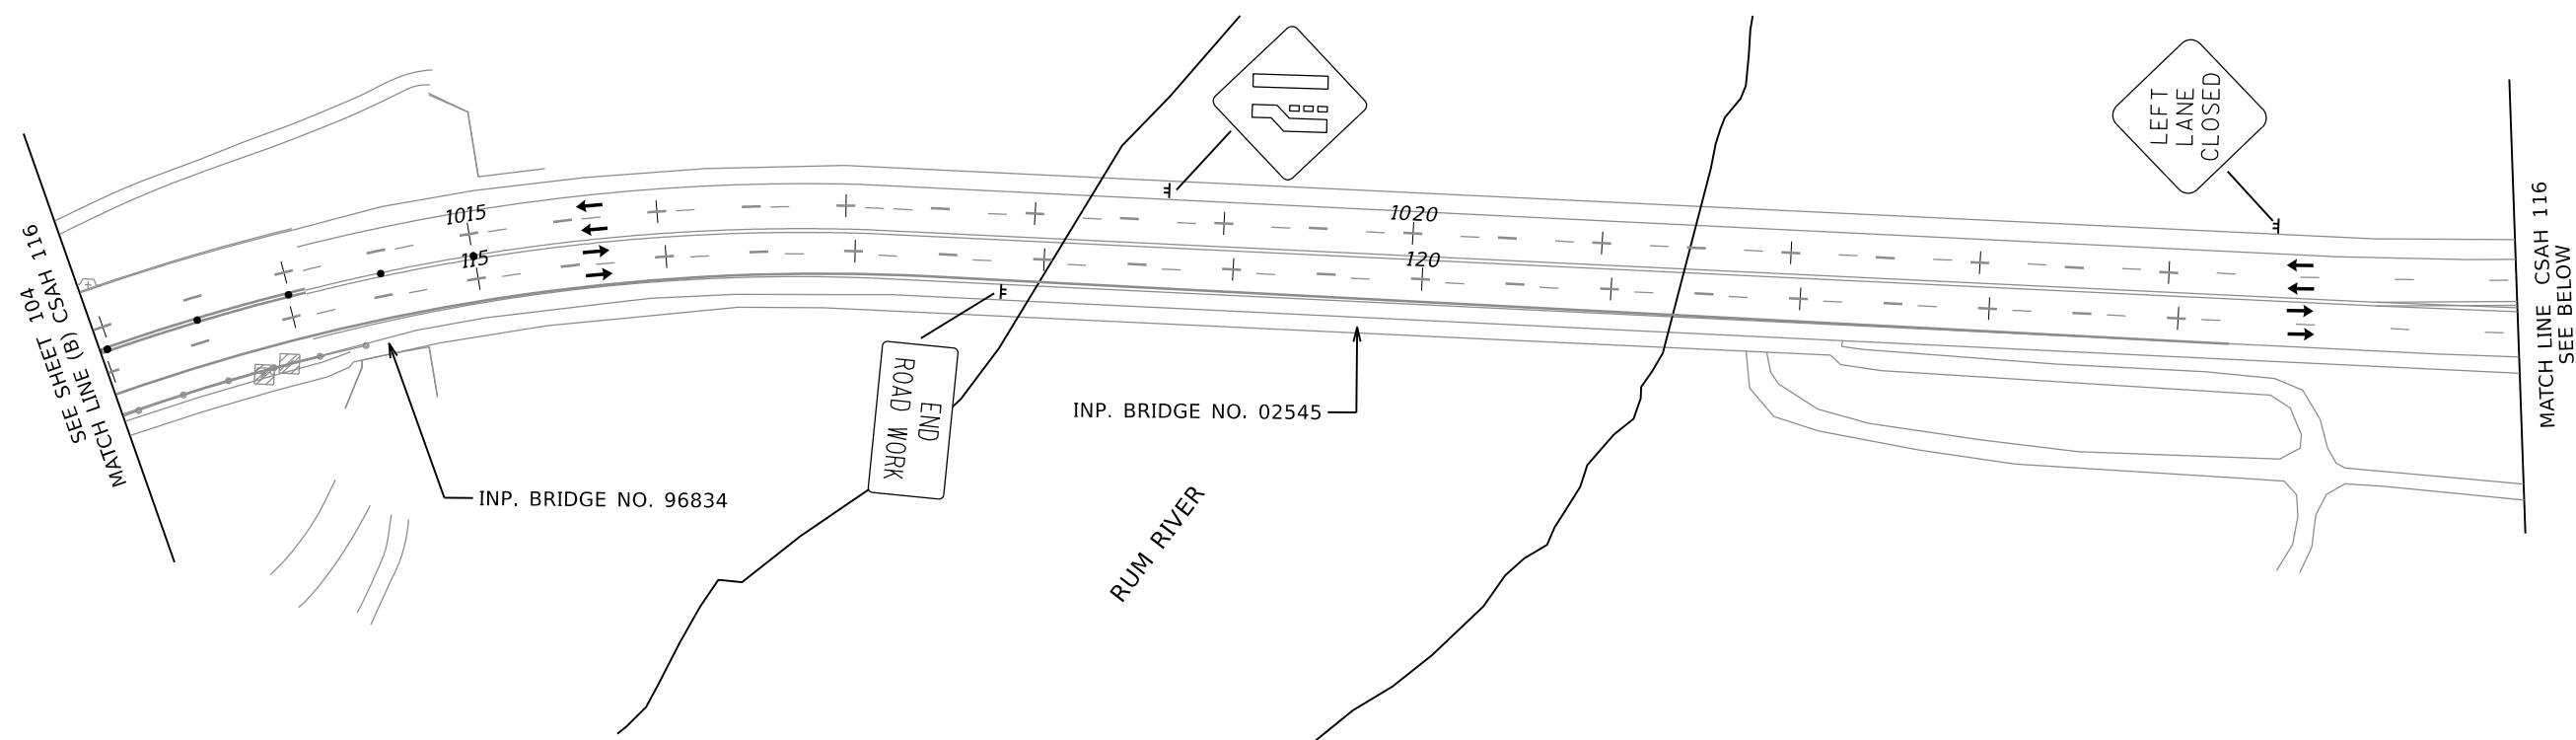 SEE SHEET 104
MATCH LINE (B) CSAH 116
1015
115
INP. BRIDGE NO. 96834
END
ROAD WORK
INP. BRIDGE NO. 02545
RUM RIVER
1020
120
LEFT
LANE
CLOSED
MATCH LINE CSAH 116
SEE BELOW